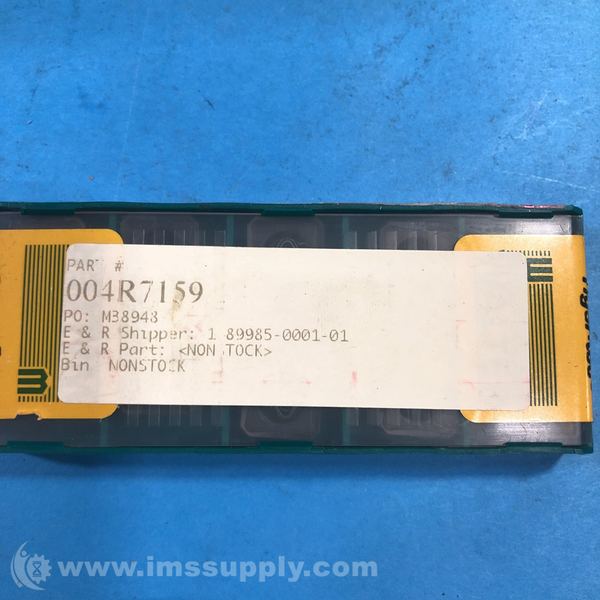 PART #
004R7159
PO: M38948
E & R Shipper: 1 89985-0001-01
E & R Part: <NON TOCK>
Bin NONSTOCK
www.imssupply.com